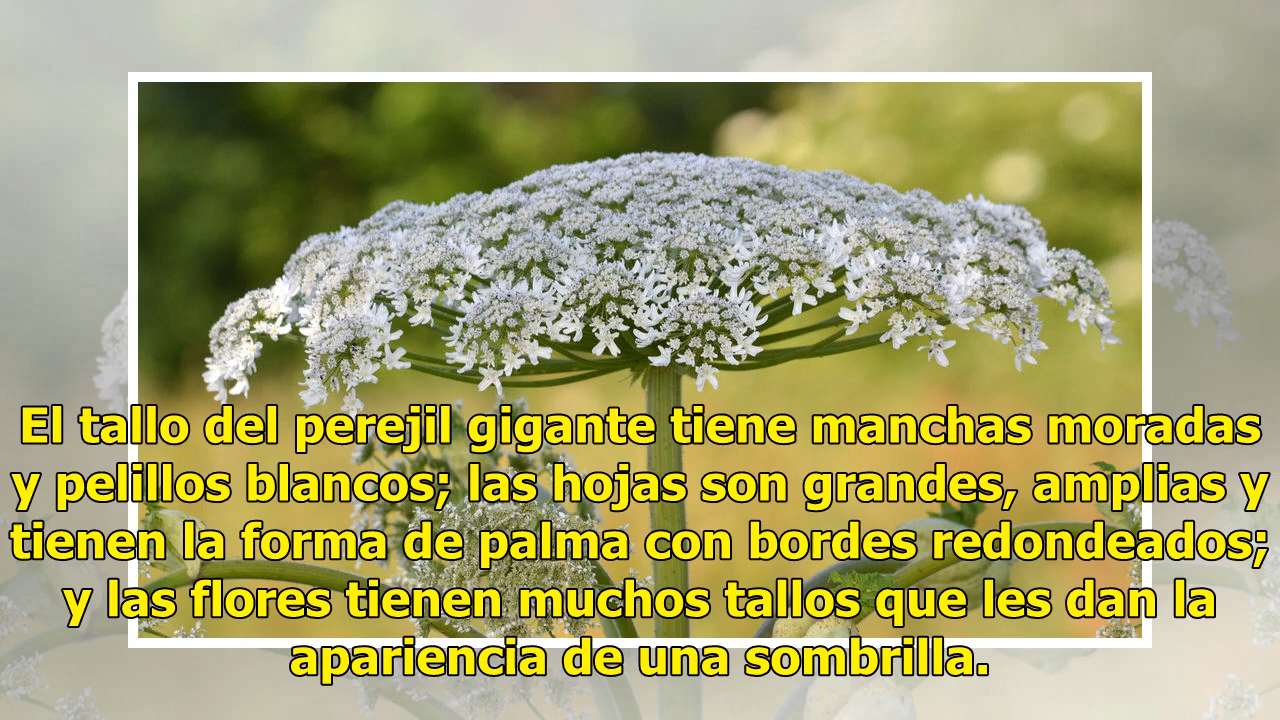 El tallo del perejil gigante tiene manchas moradas
y pelillos blancos; las hojas son grandes, amplias y
tienen la forma de palma con bordes redondeados;
y las flores tienen muchos tallos que les dan la
apariencia de una sombrilla.